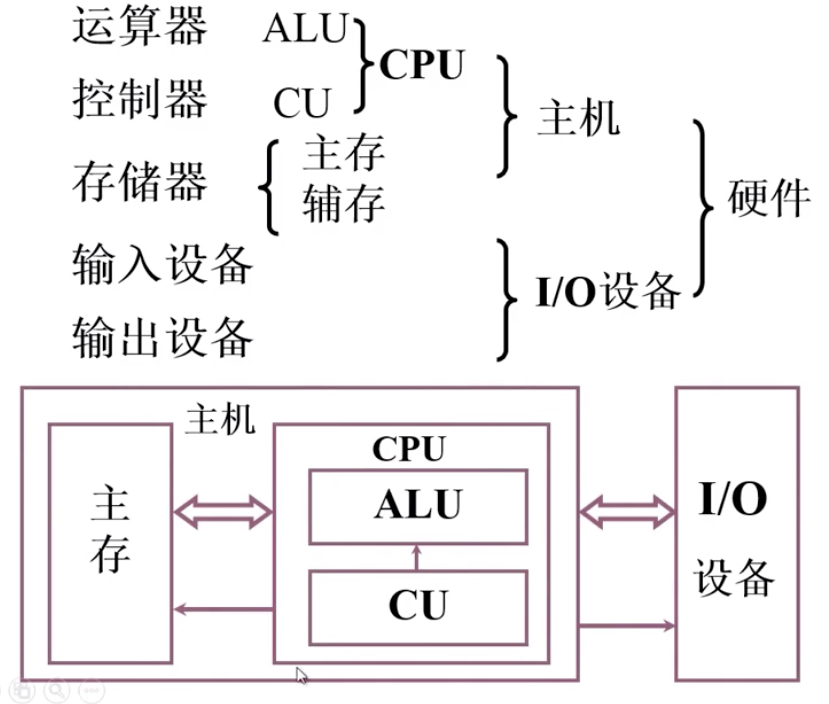 运算器 ALU
CPU
控制器 CU
主机
存储器 主存
辅存
硬件
输入设备
I/O设备
输出设备
主机
CPU
主存
ALU
CU
I/O
设备